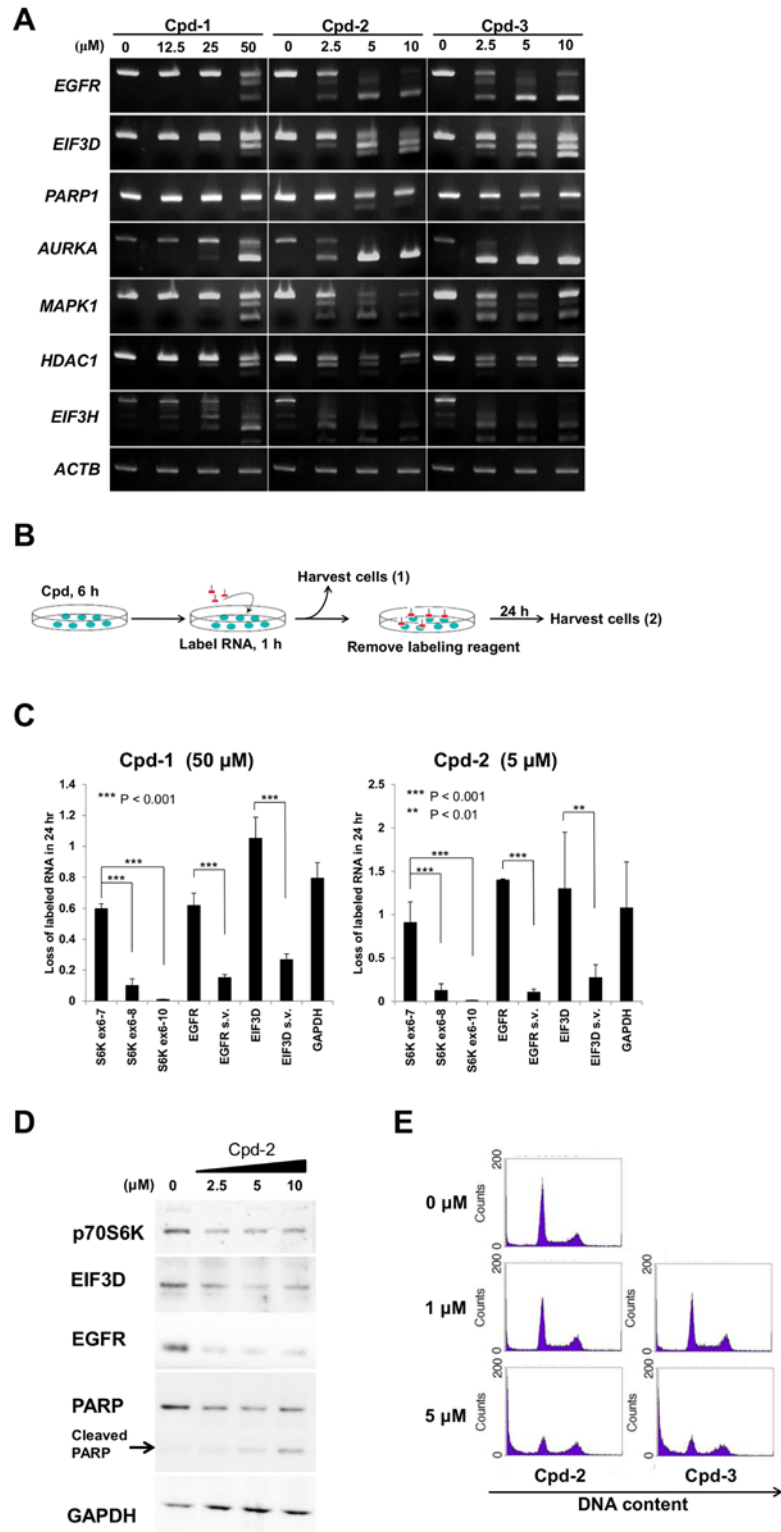 A
Cpd-1 Cpd-2 Cpd-3
(μM) 0 12.5 25 50 0 2.5 5 10 0 2.5 5 10
EGFR
EIF3D
PARP1
AURKA
MAPK1
HDAC1
EIF3H
ACTB
B
Cpd, 6 h
Label RNA, 1 h
Harvest cells (1)
Remove labeling reagent
24 h
Harvest cells (2)
C
Cpd-1 (50 μM)
*** P < 0.001
Loss of labeled RNA in 24 hr
1.4
1.2
1
0.8
0.6
0.4
0.2
0
***
***
***
***
S6K ex6-7
S6K ex6-8
S6K ex6-10
EGFR
EGFR s.v.
EIF3D
EIF3D s.v.
GAPDH
Cpd-2 (5 μM)
*** P < 0.001
** P < 0.01
Loss of labeled RNA in 24 hr
2.5
2
1.5
1
0.5
0
***
***
***
**
S6K ex6-7
S6K ex6-8
S6K ex6-10
EGFR
EGFR s.v.
EIF3D
EIF3D s.v.
GAPDH
D
Cpd-2
(μM) 0 2.5 5 10
p70S6K
EIF3D
EGFR
PARP
Cleaved
PARP
GAPDH
E
0 μM
200
Counts
0
1 μM
200
Counts
0
200
Counts
0
5 μM
200
Counts
0
200
Counts
0
Cpd-2 Cpd-3
DNA content